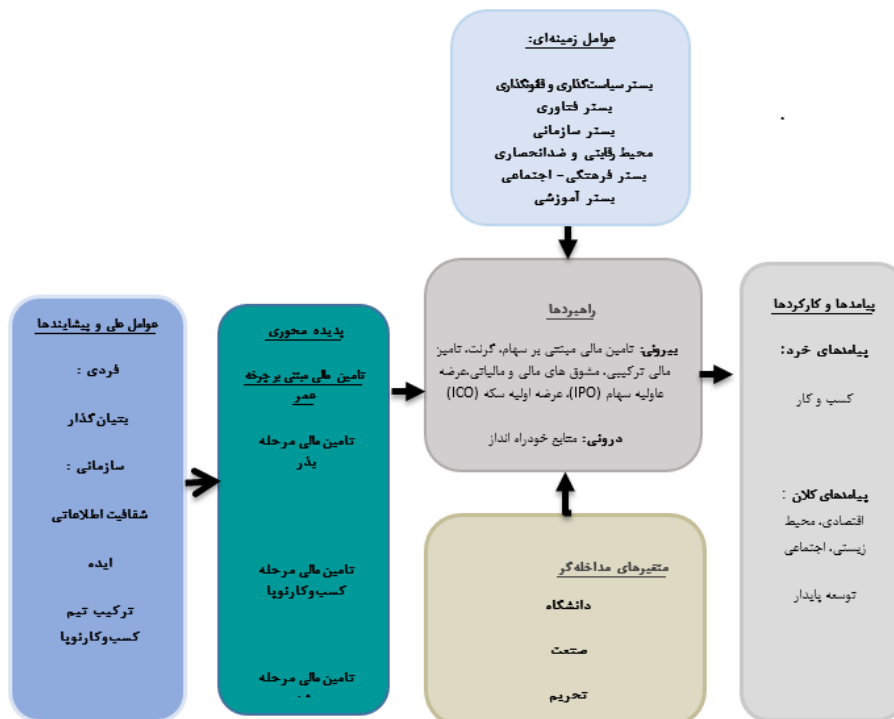 عوامل زمینه‌ای:
بستر سیاست‌گذاری و قانونگذاری
بستر فناوری
بستر سازمانی
محیط رقابتی و ضدانحصاری
بستر فرهنگی- اجتماعی
بستر آموزشی
عوامل علی و پیشایندها
فردی :
بنیان‌گذار
سازمانی :
شفافیت اطلاعاتی
ایده
ترکیب تیم
کسب‌وکارنوپا
پدیده محوری
تامین مالی مبتنی بر چرخه
عمر
تامین مالی مرحله
بذر
تامین مالی مرحله
کسب‌وکارنوپا
تامین مالی مرحله
راهبردها
بیرونی: تامین مالی مبتنی بر سهام، گرنت، تامین
مالی ترکیبی، مشوق های مالی و مالیاتی،عرضه
عاولیه سهام (IPO)، عرضه اولیه سکه (ICO)
درونی: منابع خودراه انداز
متغیرهای مداخله‌گر
دانشگاه
صنعت
تحریم
پیامدها و کارکردها
پیامدهای خرد:
کسب و کار
پیامدهای کلان :
اقتصادی، محیط
زیستی، اجتماعی
توسعه پایدار